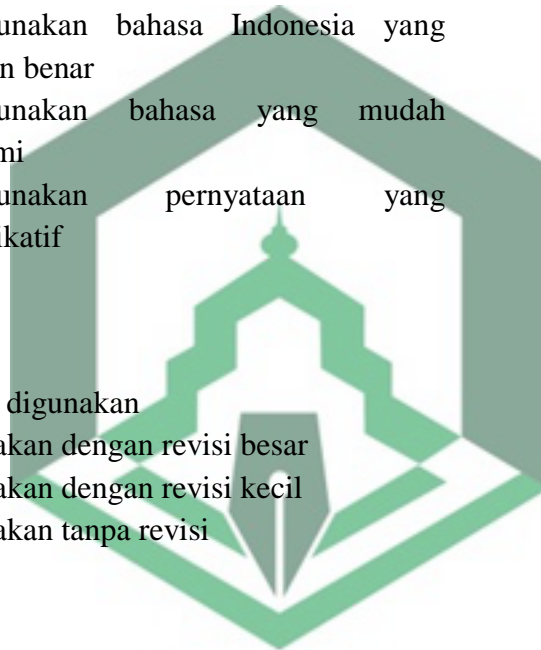 unakan bahasa Indonesia yang
n benar
unakan bahasa yang mudah
mi
unakan pernyataan yang
ikatif
digunakan
akan dengan revisi besar
akan dengan revisi kecil
akan tanpa revisi